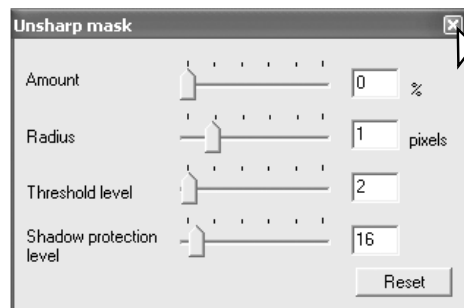 Unsharp mask
Amount 0 %
Radius 1 pixels
Threshold level 2
Shadow protection
level 16
Reset